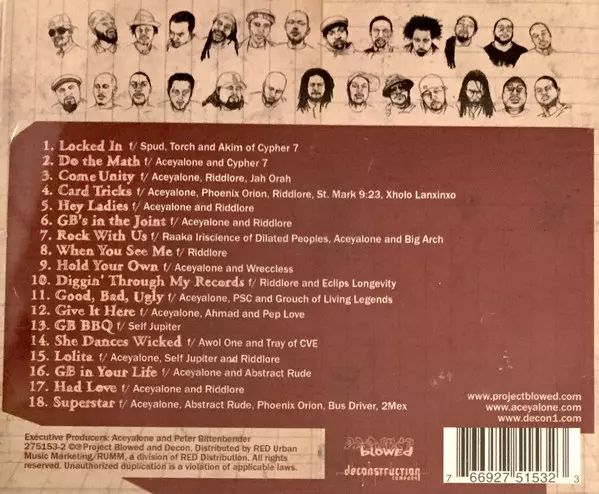 1. Locked In f/ Spud, Torch and Akim of Cypher 7
2. Do the Math f/ Aceyalone and Cypher 7
3. Come Unity f/ Aceyalone, Riddlore, Jah Orah
4. Card Tricks f/ Aceyalone, Phoenix Orion, Riddlore, St. Mark 9:23, Xholo Lanxinxo
5. Hey Ladies f/ Aceyalone and Riddlore
6. GB's in the Joint f/ Aceyalone and Riddlore
7. Rock With Us f/ Raaka Iriscience of Dilated Peoples, Aceyalone and Big Arch
8. When You See Me f/ Riddlore
9. Hold Your Own f/ Aceyalone and Wreccless
10. Diggin' Through My Records f/ Riddlore and Eclips Longevity
11. Good, Bad, Ugly f/ Aceyalone, PSC and Grouch of Living Legends
12. Give It Here f/ Aceyalone, Ahmad and Pep Love
13. GB BBQ f/ Self Jupiter
14. She Dances Wicked f/ Awol One and Tray of CVE
15. Lolita f/ Aceyalone, Self Jupiter and Riddlore
16. GB in Your Life f/ Aceyalone and Abstract Rude
17. Had Love f/ Aceyalone and Riddlore
18. Superstar f/ Aceyalone, Abstract Rude, Phoenix Orion, Bus Driver, 2Mex
www.projectblowed.com
www.aceyalone.com
www.decon1.com
Executive Producers: Aceyalone and Peter Bittenbender
275153-2 ©℗Project Blowed and Decon. Distributed by RED Urban
Music Marketing/RUMM, a division of RED Distribution. All rights
reserved. Unauthorized duplication is a violation of applicable laws.
BLOWED
deconstruction
COMPANY
7 66927 51532 3